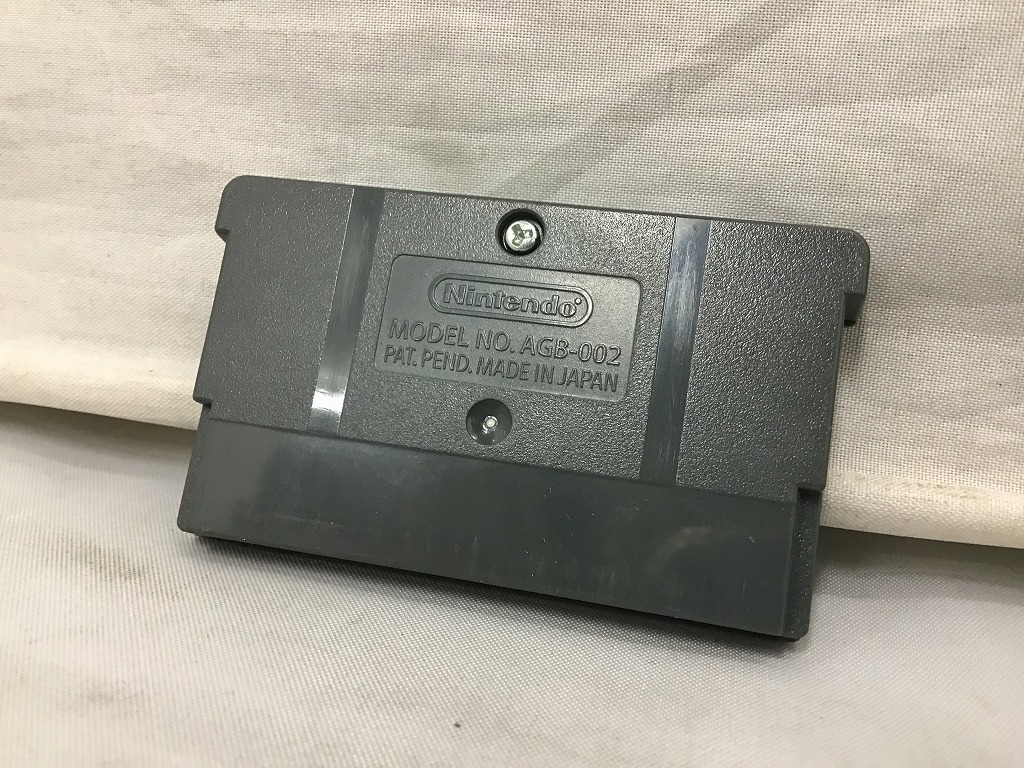 Nintendo
MODEL NO. AGB-002
PAT. PEND. MADE IN JAPAN